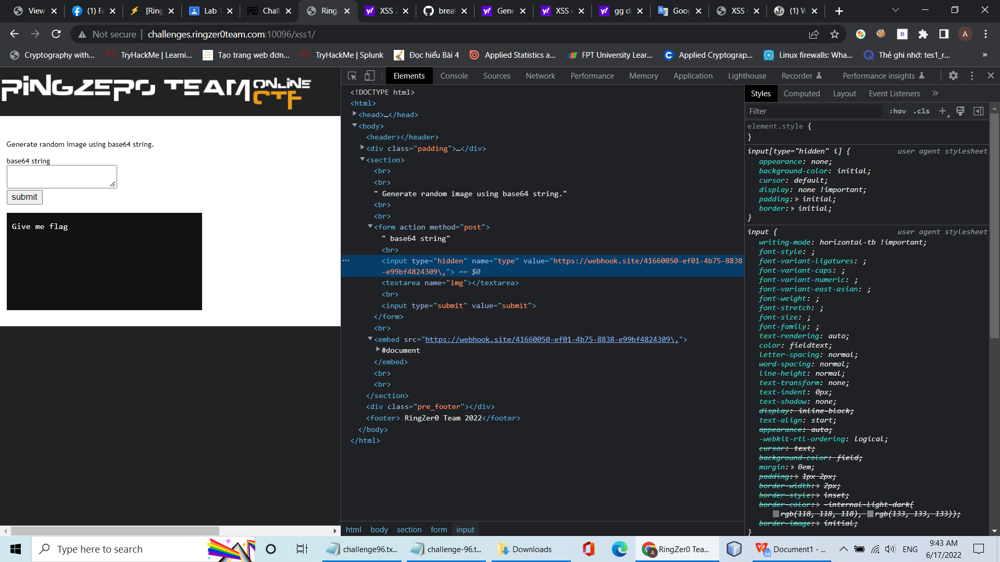 View
(1) Fa
[Ring
Lab 1
Chall
Ring
XSS 2
break
Gene
XSS c
gg di
Goog
XSS
(1) W
Not secure challenges.ringzer0team.com:10096/xss1/
Cryptography with...
TryHackMe | Learni...
Tạo trang web đơn...
TryHackMe | Splunk
Đọc hiểu Bài 4
Applied Statistics a...
FPT University Lear...
Applied Cryptograp...
Linux firewalls: Wha...
Thẻ ghi nhớ: tes1_r...
»
RiNGZER0 TEAM ONLiNE CTF
Generate random image using base64 string.
base64 string
submit
Give me flag
Elements Console Sources Network Performance Memory Application Lighthouse Recorder Performance insights
<!DOCTYPE html>
<html>
<head>…</head>
<body>
<header></header>
<div class="padding">…</div>
<section>
<br>
<br>
" Generate random image using base64 string."
<br>
<br>
<form action method="post">
" base64 string"
<br>
<input type="hidden" name="type" value="https://webhook.site/41660050-ef01-4b75-8838
-e99bf4824309\,"> == $0
<textarea name="img"></textarea>
<br>
<input type="submit" value="submit">
</form>
<br>
<embed src="https://webhook.site/41660050-ef01-4b75-8838-e99bf4824309\,">
#document
</embed>
<br>
<br>
</section>
<div class="pre_footer"></div>
<footer> RingZer0 Team 2022</footer>
</body>
</html>
html body section form input
Styles Computed Layout Event Listeners »
Filter :hov .cls
element.style {
}
input[type="hidden" i] { user agent stylesheet
appearance: none;
background-color: initial;
cursor: default;
display: none !important;
padding: initial;
border: initial;
}
input { user agent stylesheet
writing-mode: horizontal-tb !important;
font-style: ;
font-variant-ligatures: ;
font-variant-caps: ;
font-variant-numeric: ;
font-variant-east-asian: ;
font-weight: ;
font-stretch: ;
font-size: ;
font-family: ;
text-rendering: auto;
color: fieldtext;
letter-spacing: normal;
word-spacing: normal;
line-height: normal;
text-transform: none;
text-indent: 0px;
text-shadow: none;
display: inline-block;
text-align: start;
appearance: auto;
-webkit-rtl-ordering: logical;
cursor: text;
background-color: field;
margin: 0em;
padding: 1px 2px;
border-width: 2px;
border-style: inset;
border-color: -internal-light-dark(
rgb(118, 118, 118), rgb(133, 133, 133));
border-image: initial;
}
Type here to search
challenge96.tx...
challenge-96.t...
Downloads
RingZer0 Tea...
Document1 - ...
ENG
9:43 AM
6/17/2022